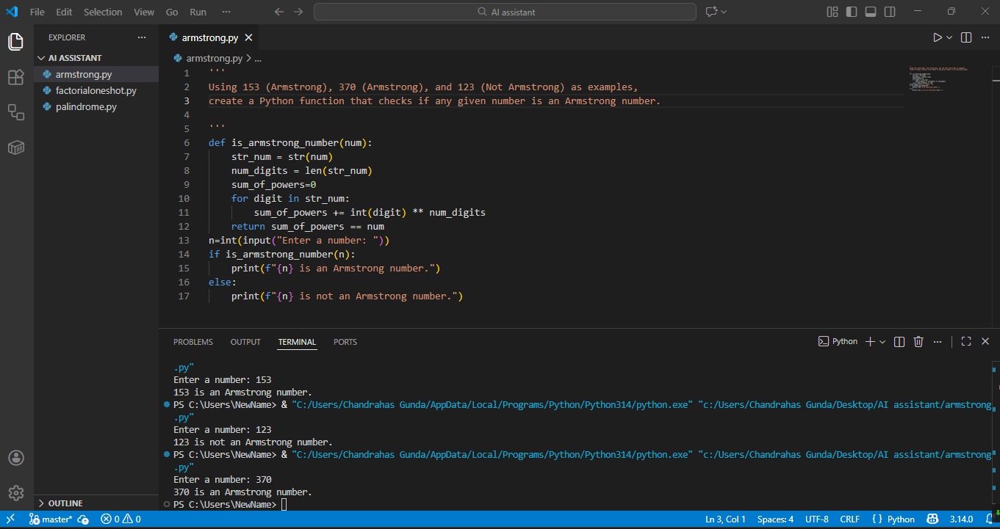 File Edit Selection View Go Run ··· AI assistant
EXPLORER ···
AI ASSISTANT
armstrong.py
factorialoneshot.py
palindrome.py
OUTLINE
armstrong.py
armstrong.py > ...
1 '''
2 Using 153 (Armstrong), 370 (Armstrong), and 123 (Not Armstrong) as examples,
3 create a Python function that checks if any given number is an Armstrong number.
4
5 '''
6 def is_armstrong_number(num):
7     str_num = str(num)
8     num_digits = len(str_num)
9     sum_of_powers=0
10     for digit in str_num:
11         sum_of_powers += int(digit) ** num_digits
12     return sum_of_powers == num
13 n=int(input("Enter a number: "))
14 if is_armstrong_number(n):
15     print(f"{n} is an Armstrong number.")
16 else:
17     print(f"{n} is not an Armstrong number.")
PROBLEMS OUTPUT TERMINAL PORTS Python
.py"
Enter a number: 153
153 is an Armstrong number.
PS C:\Users\NewName> & "C:/Users/Chandrahas Gunda/AppData/Local/Programs/Python/Python314/python.exe" "c:/Users/Chandrahas Gunda/Desktop/AI assistant/armstrong
.py"
Enter a number: 123
123 is not an Armstrong number.
PS C:\Users\NewName> & "C:/Users/Chandrahas Gunda/AppData/Local/Programs/Python/Python314/python.exe" "c:/Users/Chandrahas Gunda/Desktop/AI assistant/armstrong
.py"
Enter a number: 370
370 is an Armstrong number.
PS C:\Users\NewName>
master* 0 0 Ln 3, Col 1 Spaces: 4 UTF-8 CRLF { } Python 3.14.0